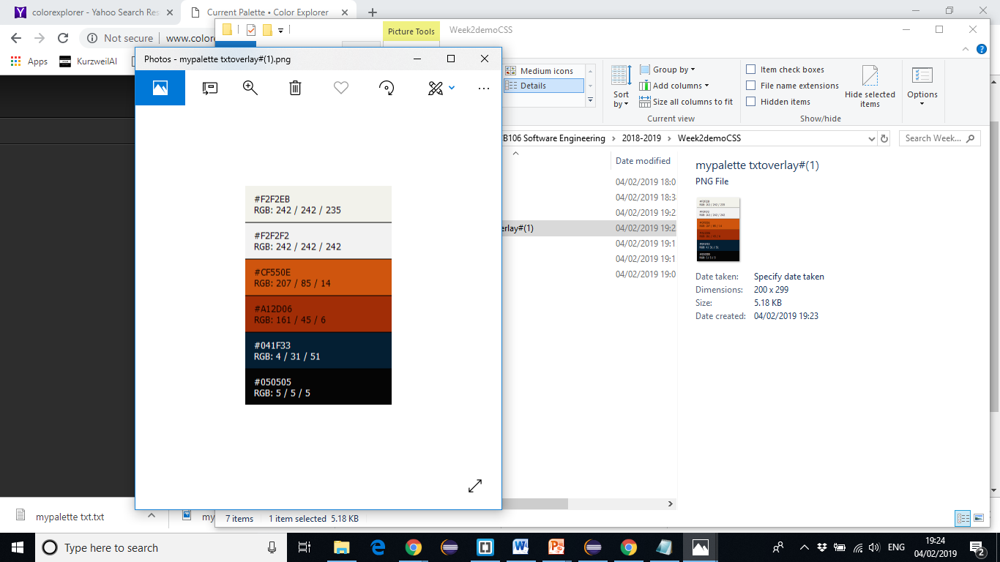 colorexplorer - Yahoo Search Res
Current Palette • Color Explorer
Not secure
www.color
Apps
KurzweilAI
Picture Tools
Week2demoCSS
Medium icons
Details
Sort by
Group by
Add columns
Size all columns to fit
Current view
Item check boxes
File name extensions
Hidden items
Hide selected items
Show/hide
Options
B106 Software Engineering
2018-2019
Week2demoCSS
Search Week...
Photos - mypalette txtoverlay#(1).png
#F2F2EB
RGB: 242 / 242 / 235
#F2F2F2
RGB: 242 / 242 / 242
#CF550E
RGB: 207 / 85 / 14
#A12D06
RGB: 161 / 45 / 6
#041F33
RGB: 4 / 31 / 51
#050505
RGB: 5 / 5 / 5
Date modified
04/02/2019 18:0
04/02/2019 18:3
04/02/2019 19:2
erlay#(1)
04/02/2019 19:2
04/02/2019 19:1
04/02/2019 19:1
04/02/2019 19:0
mypalette txtoverlay#(1)
PNG File
Date taken: Specify date taken
Dimensions: 200 x 299
Size: 5.18 KB
Date created: 04/02/2019 19:23
mypalette txt.txt
my
7 items
1 item selected 5.18 KB
Type here to search
ENG
19:24
04/02/2019
2